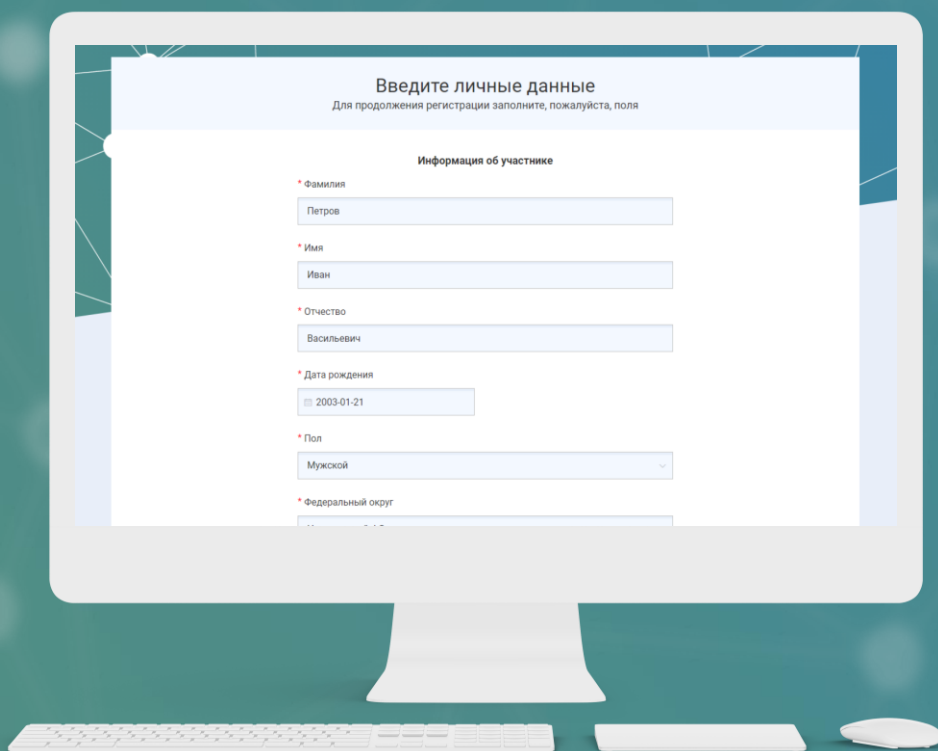 Введите личные данные
Для продолжения регистрации заполните, пожалуйста, поля
Информация об участнике
* Фамилия
Петров
* Имя
Иван
* Отчество
Васильевич
* Дата рождения
2003-01-21
* Пол
Мужской
* Федеральный округ